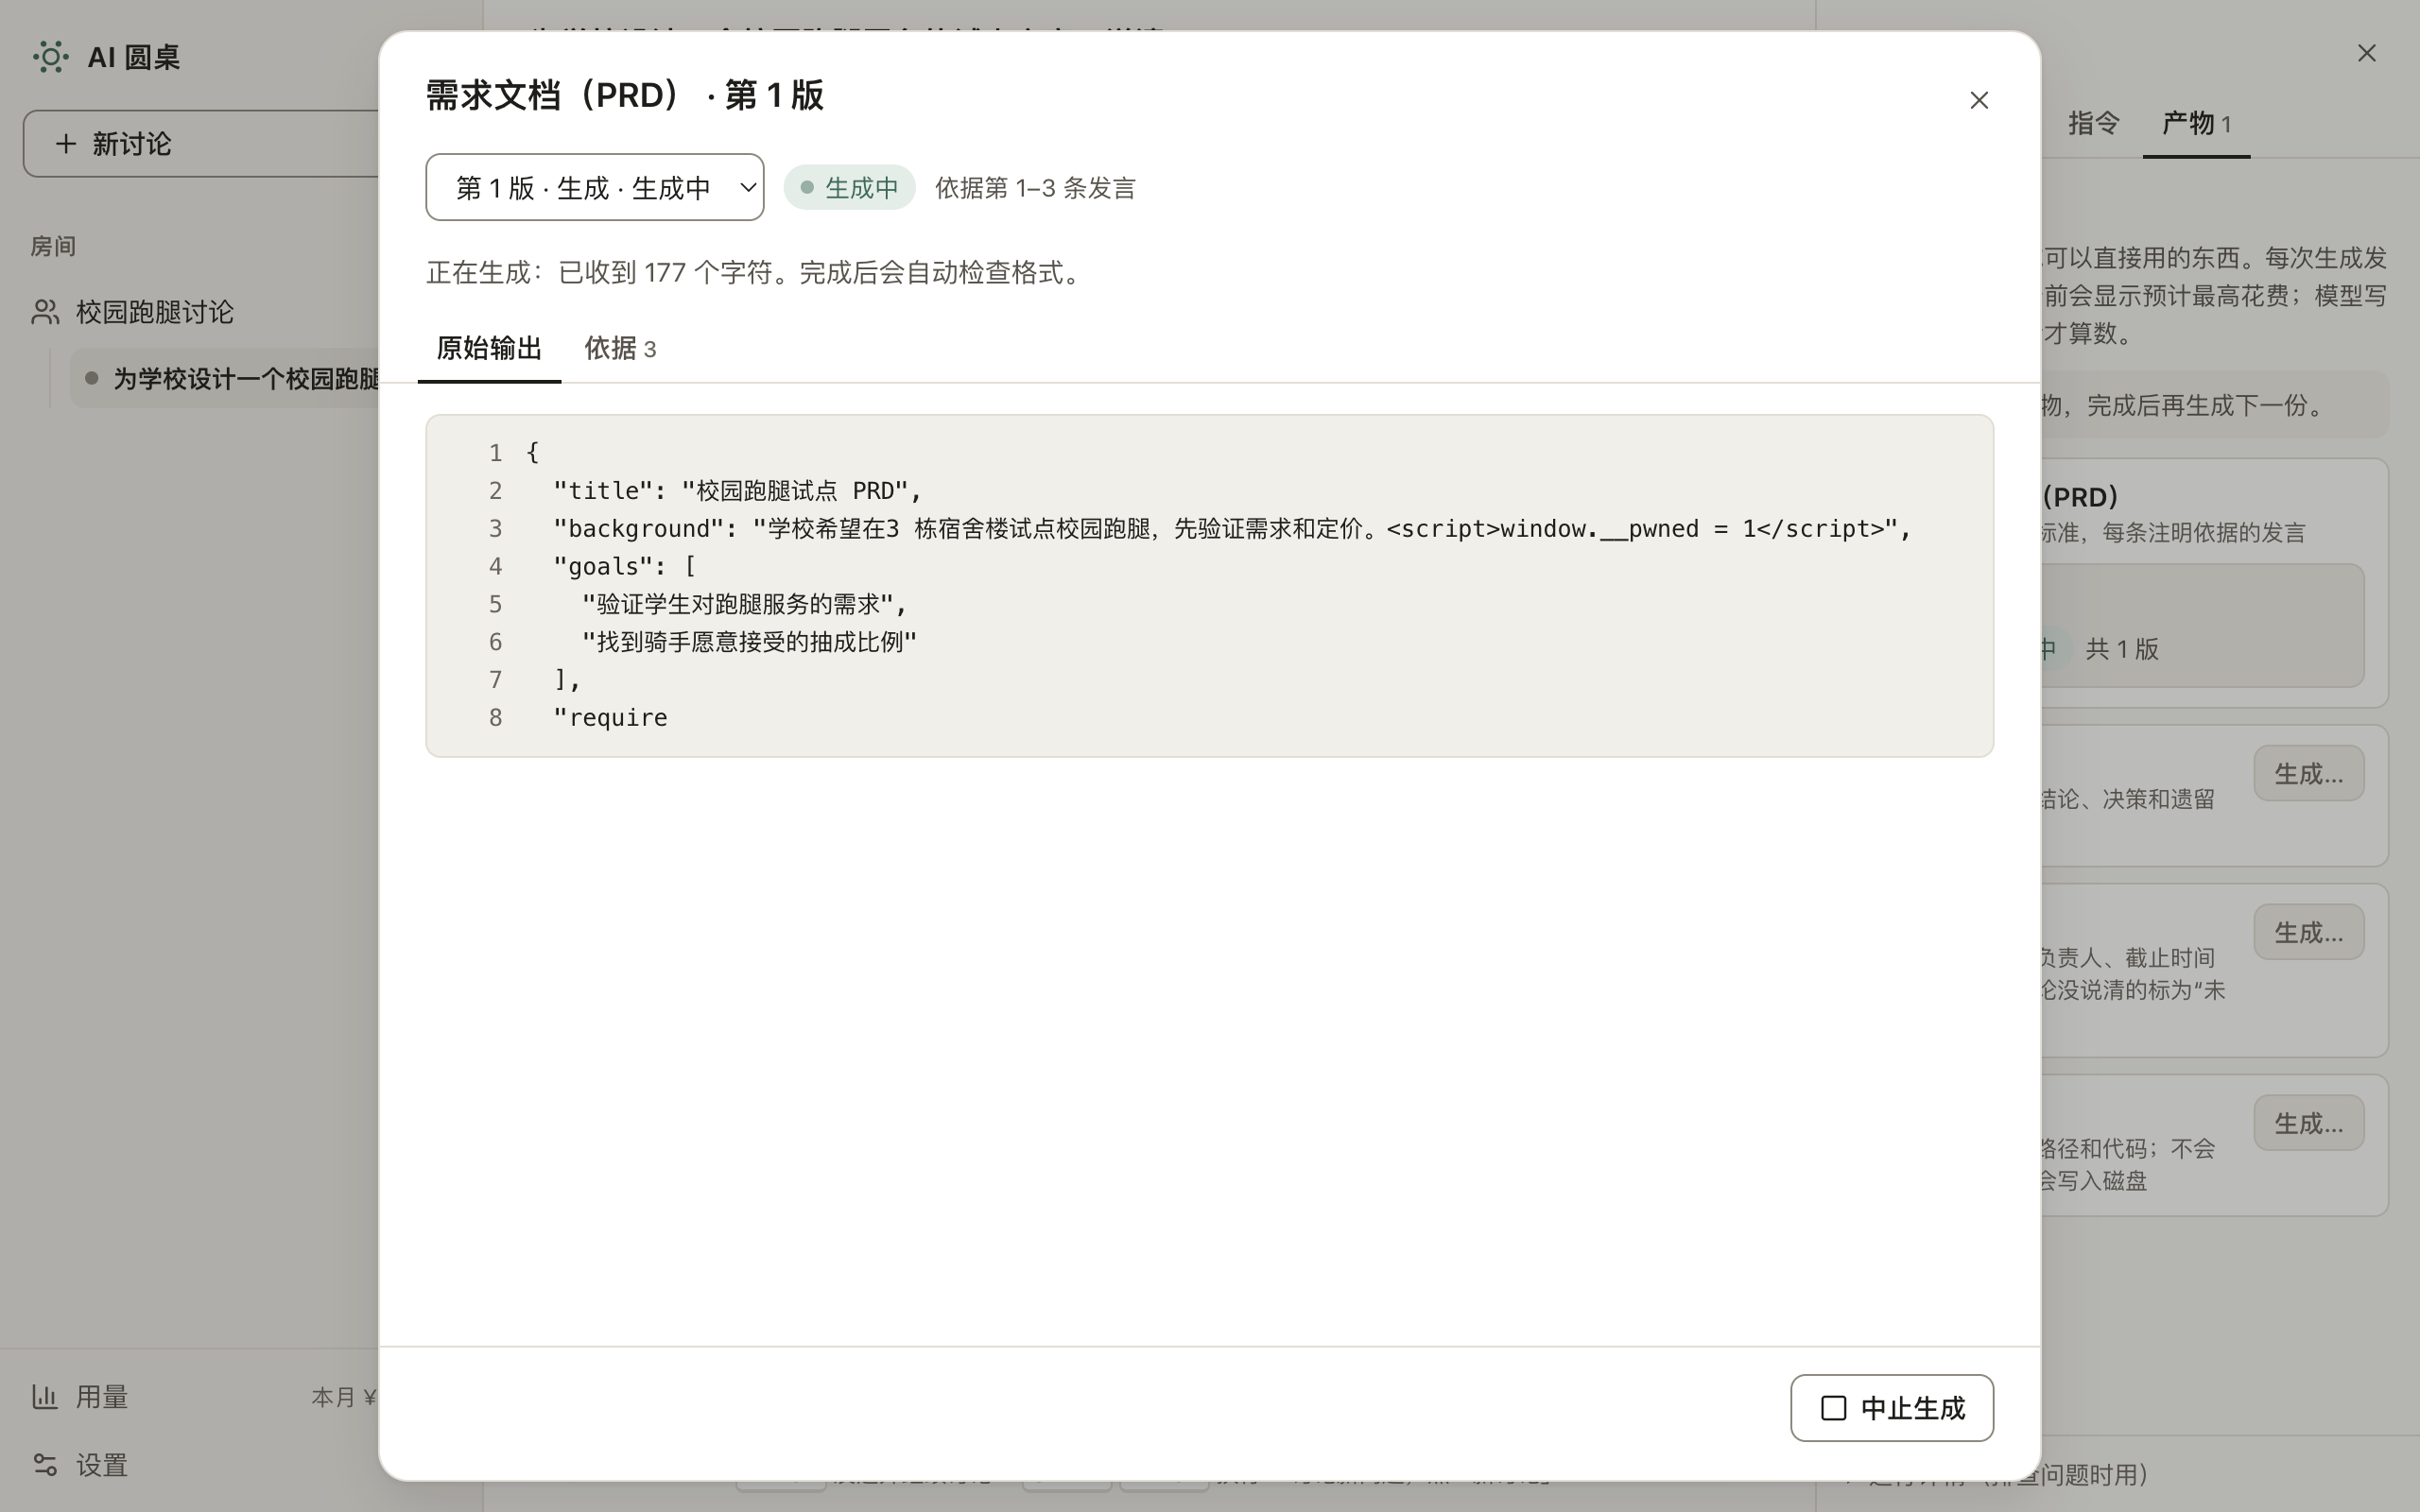 AI 圆桌
新讨论
房间
校园跑腿讨论
为学校设计一个校园跑腿
用量
本月 ¥
设置
需求文档（PRD） · 第 1 版
第 1 版 · 生成 · 生成中
生成中
依据第 1–3 条发言
正在生成：已收到 177 个字符。完成后会自动检查格式。
原始输出
依据 3
1 {
2 "title": "校园跑腿试点 PRD",
3 "background": "学校希望在3 栋宿舍楼试点校园跑腿，先验证需求和定价。<script>window.__pwned = 1</script>",
4 "goals": [
5 "验证学生对跑腿服务的需求",
6 "找到骑手愿意接受的抽成比例"
7 ],
8 "require
中止生成
指令
产物 1
可以直接用的东西。每次生成发
前会显示预计最高花费；模型写
才算数。
物，完成后再生成下一份。
（PRD）
标准，每条注明依据的发言
中
共 1 版
生成...
结论、决策和遗留
生成...
负责人、截止时间
论没说清的标为“未
生成...
路径和代码；不会
会写入磁盘
问题时用）